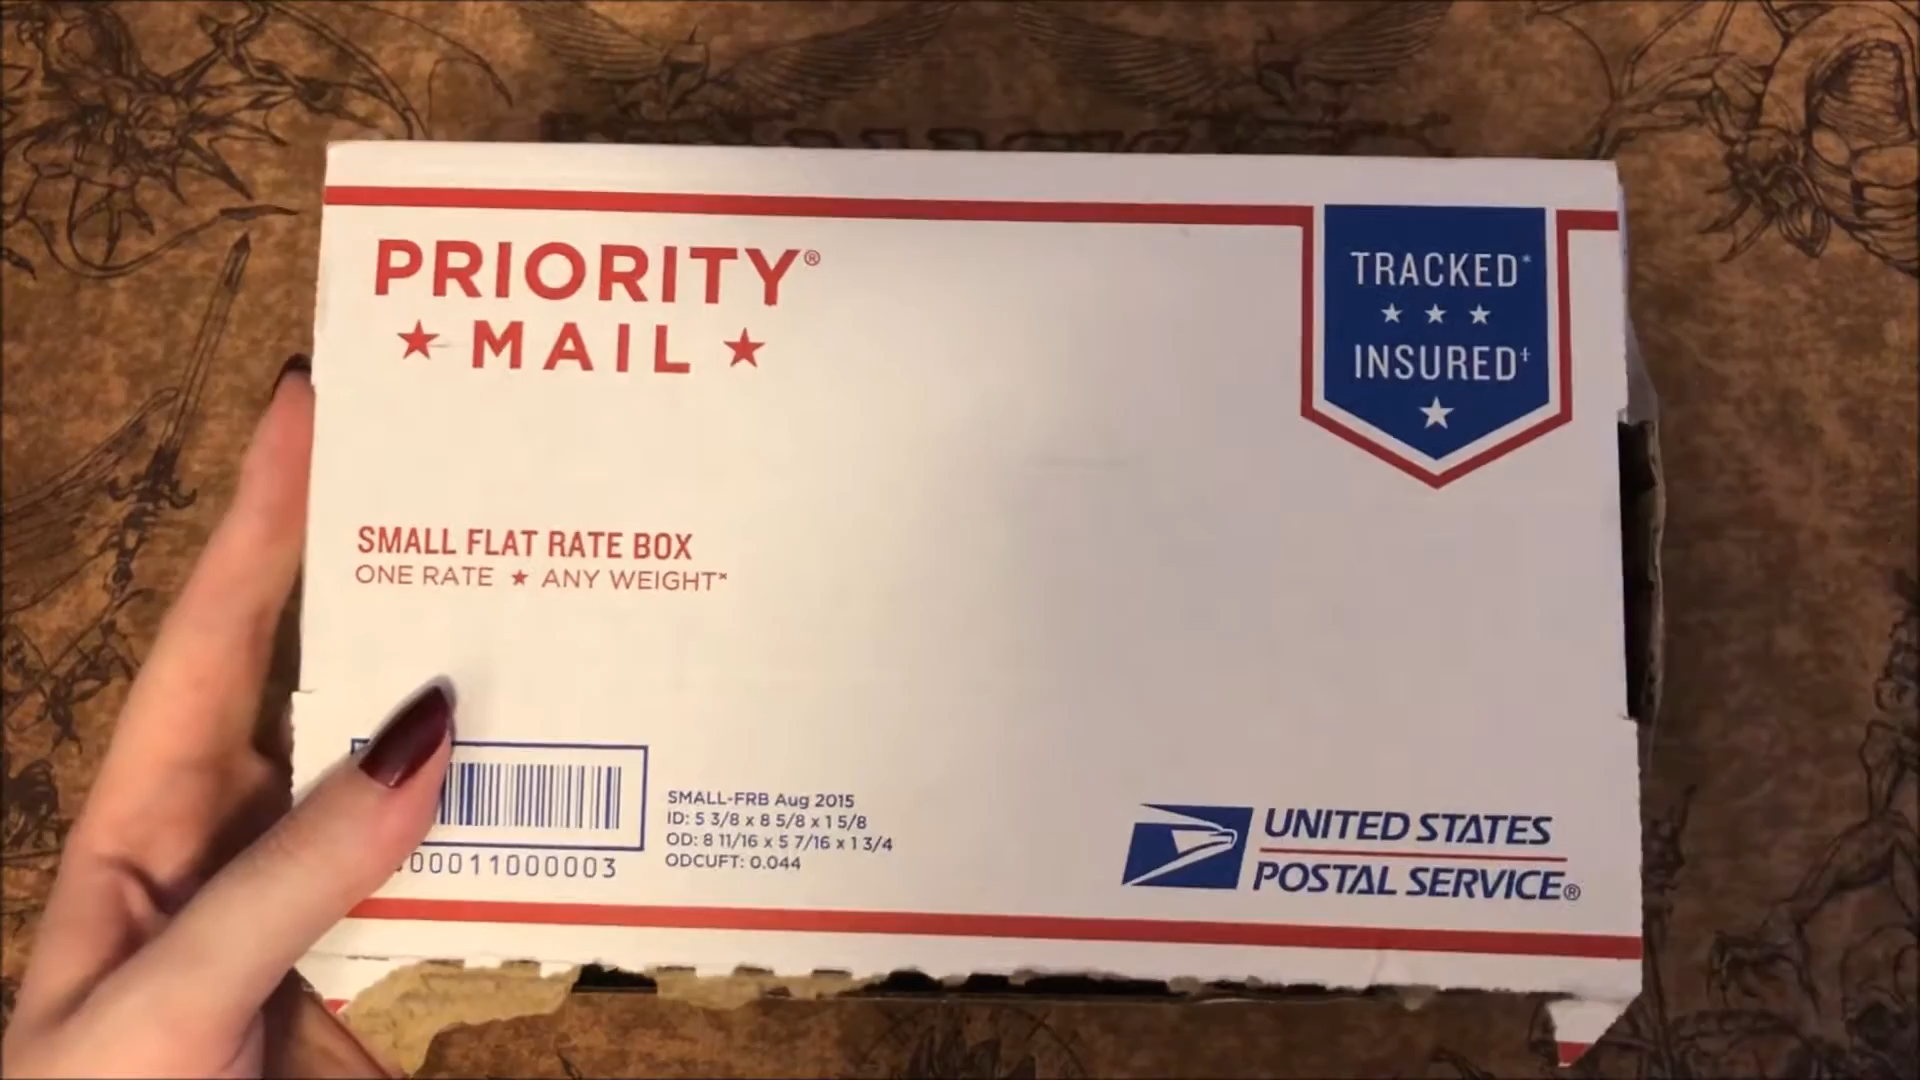 PRIORITY®
★ MAIL ★
TRACKED*
★ ★ ★
INSURED†
★
SMALL FLAT RATE BOX
ONE RATE ★ ANY WEIGHT*
00011000003
SMALL-FRB Aug 2015
ID: 5 3/8 x 8 5/8 x 1 5/8
OD: 8 11/16 x 5 7/16 x 1 3/4
ODCUFT: 0.044
UNITED STATES
POSTAL SERVICE®